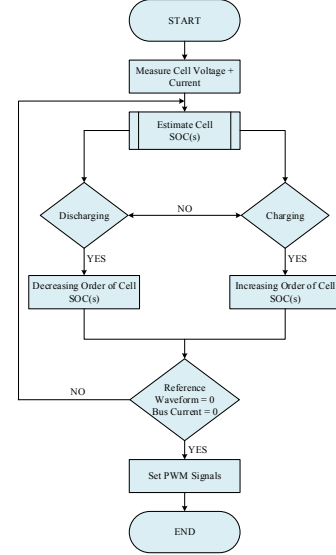 START
Measure Cell Voltage +
Current
Estimate Cell
SOC(s)
Discharging
NO
Charging
YES
YES
Decreasing Order of Cell
SOC(s)
Increasing Order of Cell
SOC(s)
Reference
Waveform = 0
Bus Current = 0
NO
YES
Set PWM Signals
END